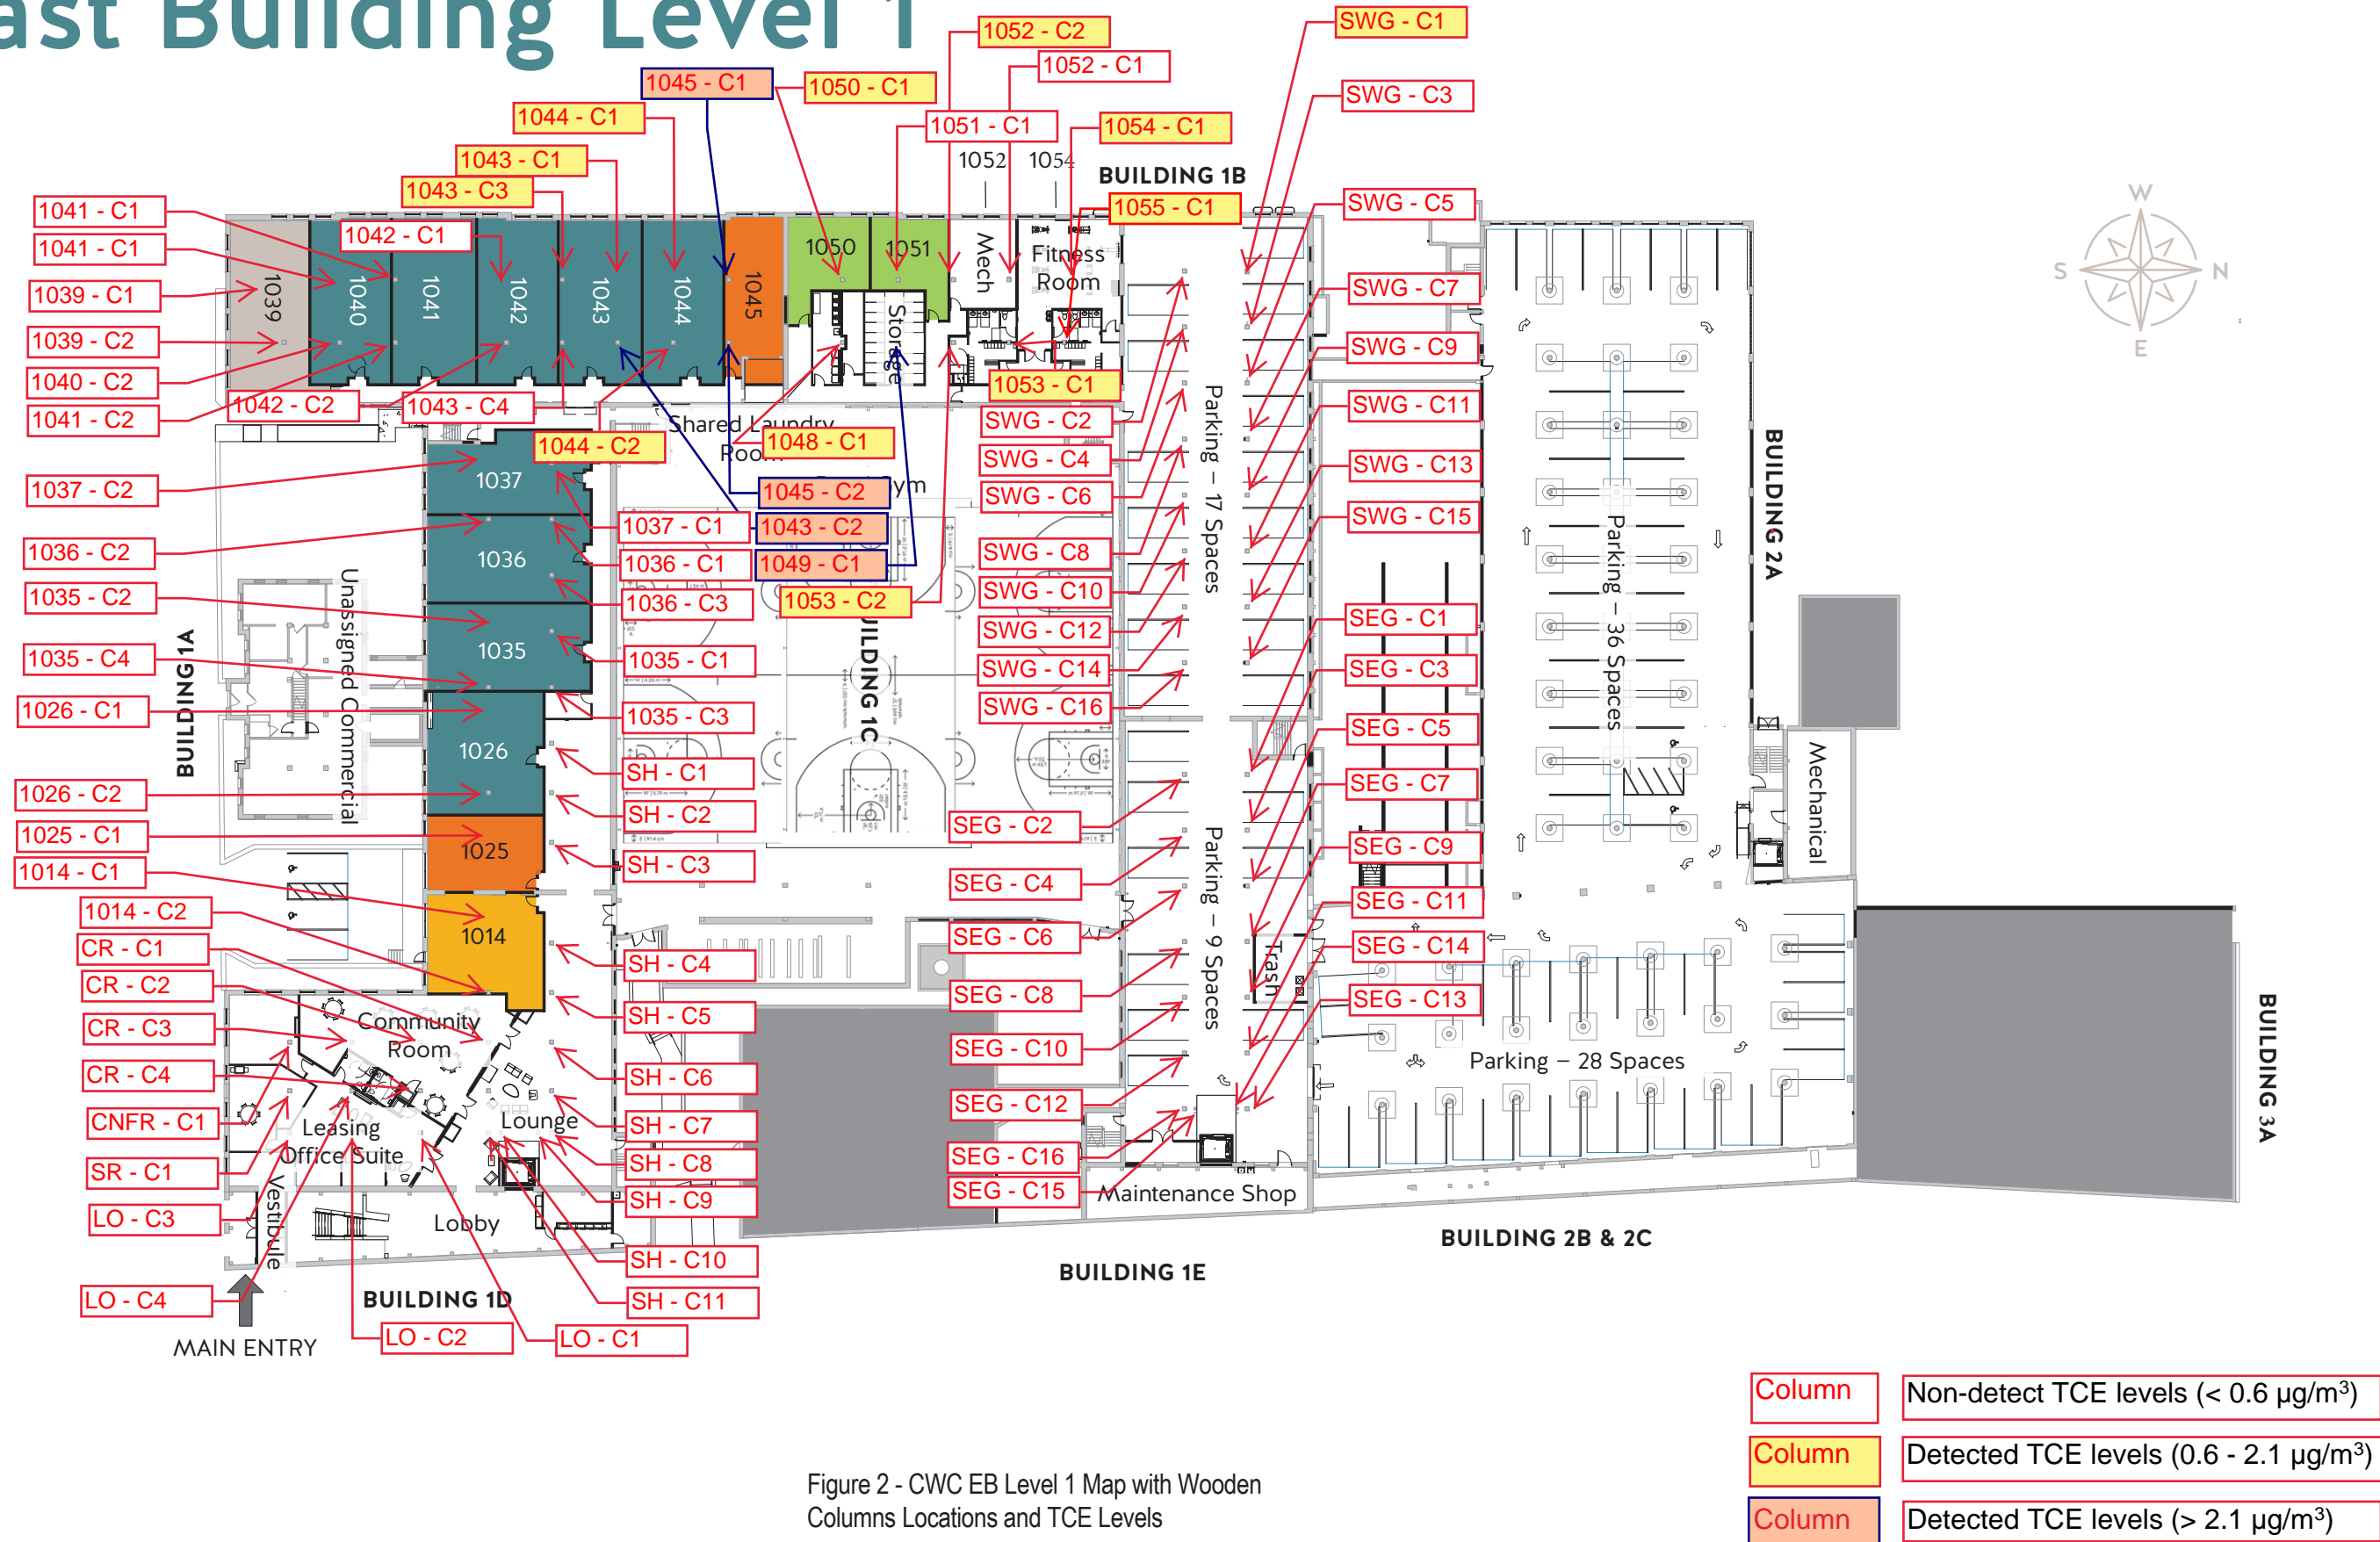 ast Building Level 1
1052 - C2
SWG - C1
1052 - C1
1045 - C1
1050 - C1
SWG - C3
1044 - C1
1051 - C1
1054 - C1
1043 - C1
1052
1054
BUILDING 1B
1043 - C3
1041 - C1
1055 - C1
SWG - C5
1042 - C1
1041 - C1
1050
1051
Mech
Fitness
Room
1039 - C1
1039
1040
1041
1042
1043
1044
1045
Storage
SWG - C7
1039 - C2
SWG - C9
1040 - C2
1053 - C1
1042 - C2
1043 - C4
SWG - C11
1041 - C2
Shared Laundry
Room
SWG - C2
1044 - C2
1048 - C1
SWG - C4
SWG - C13
1037
1037 - C2
1045 - C2
ym
SWG - C6
Parking – 17 Spaces
SWG - C15
1037 - C1
1043 - C2
1036 - C2
1036
1036 - C1
1049 - C1
SWG - C8
1035 - C2
1036 - C3
1053 - C2
SWG - C10
SEG - C1
Parking – 36 Spaces
BUILDING 2A
1035
SWG - C12
1035 - C4
1035 - C1
SWG - C14
SEG - C3
Unassigned Commercial
BUILDING 1A
UILDING 1C
1026 - C1
1035 - C3
SWG - C16
SEG - C5
1026
SH - C1
SEG - C7
Mechanical
1026 - C2
SH - C2
SEG - C2
1025 - C1
1025
SH - C3
SEG - C9
1014 - C1
SEG - C4
SEG - C11
1014 - C2
1014
SEG - C6
Parking – 9 Spaces
SEG - C14
CR - C1
SH - C4
Trash
CR - C2
SEG - C8
SEG - C13
CR - C3
Community
Room
SH - C5
SEG - C10
Parking – 28 Spaces
BUILDING 3A
CR - C4
SH - C6
SEG - C12
CNFR - C1
Leasing
Office Suite
Lounge
SH - C7
SR - C1
SH - C8
SEG - C16
LO - C3
Vestibule
Lobby
SH - C9
SEG - C15
Maintenance Shop
SH - C10
BUILDING 2B & 2C
BUILDING 1E
LO - C4
BUILDING 1D
SH - C11
MAIN ENTRY
LO - C2
LO - C1
W
S
N
E
Column
Non-detect TCE levels (< 0.6 µg/m³)
Column
Detected TCE levels (0.6 - 2.1 µg/m³)
Column
Detected TCE levels (> 2.1 µg/m³)
Figure 2 - CWC EB Level 1 Map with Wooden
Columns Locations and TCE Levels